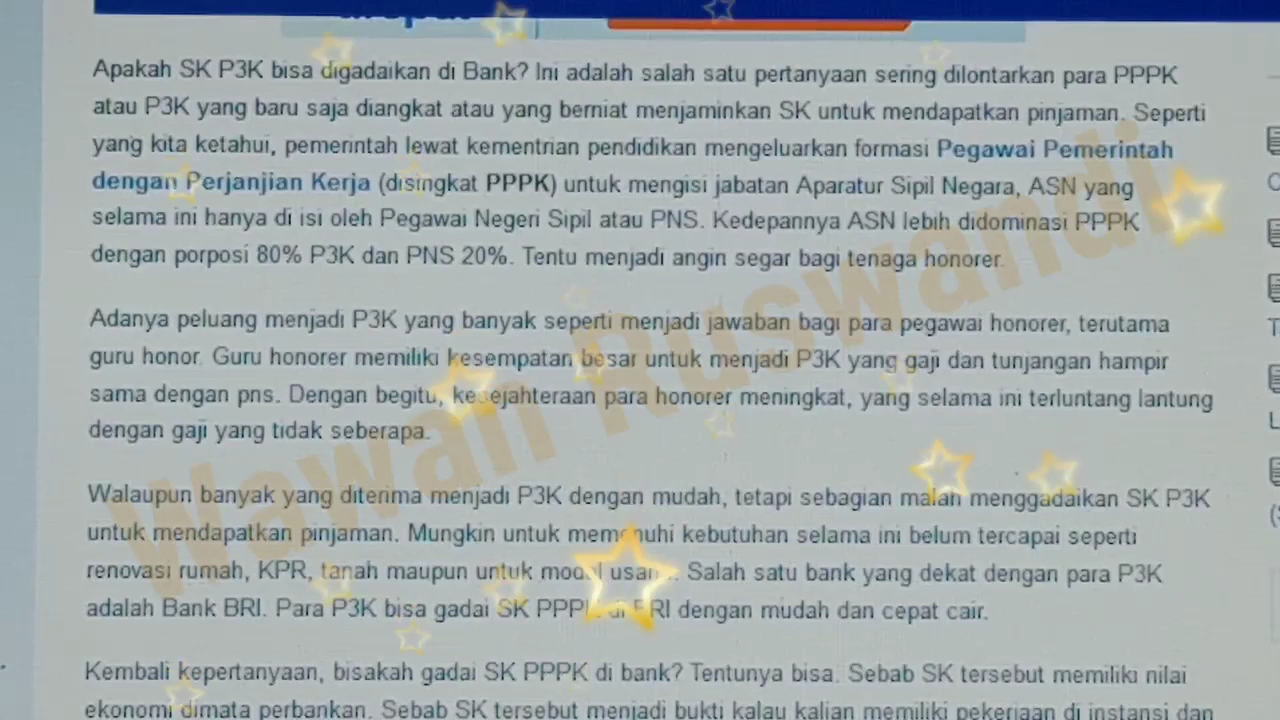 Apakah SK P3K bisa digadaikan di Bank? Ini adalah salah satu pertanyaan sering dilontarkan para PPPK
atau P3K yang baru saja diangkat atau yang berniat menjaminkan SK untuk mendapatkan pinjaman. Seperti
yang kita ketahui, pemerintah lewat kementrian pendidikan mengeluarkan formasi Pegawai Pemerintah
dengan Perjanjian Kerja (disingkat PPPK) untuk mengisi jabatan Aparatur Sipil Negara, ASN yang
selama ini hanya di isi oleh Pegawai Negeri Sipil atau PNS. Kedepannya ASN lebih didominasi PPPK
dengan porposi 80% P3K dan PNS 20%. Tentu menjadi angin segar bagi tenaga honorer.
Adanya peluang menjadi P3K yang banyak seperti menjadi jawaban bagi para pegawai honorer, terutama
guru honor. Guru honorer memiliki kesempatan besar untuk menjadi P3K yang gaji dan tunjangan hampir
sama dengan pns. Dengan begitu, kesejahteraan para honorer meningkat, yang selama ini terluntang lantung
dengan gaji yang tidak seberapa.
Walaupun banyak yang diterima menjadi P3K dengan mudah, tetapi sebagian malah menggadaikan SK P3K
untuk mendapatkan pinjaman. Mungkin untuk memenuhi kebutuhan selama ini belum tercapai seperti
renovasi rumah, KPR, tanah maupun untuk modal usaha. Salah satu bank yang dekat dengan para P3K
adalah Bank BRI. Para P3K bisa gadai SK PPPK di BRI dengan mudah dan cepat cair.
Kembali kepertanyaan, bisakah gadai SK PPPK di bank? Tentunya bisa. Sebab SK tersebut memiliki nilai
ekonomi dimata perbankan. Sebab SK tersebut menjadi bukti kalau kalian memiliki pekerjaan di instansi dan
Wawan Ruswandi